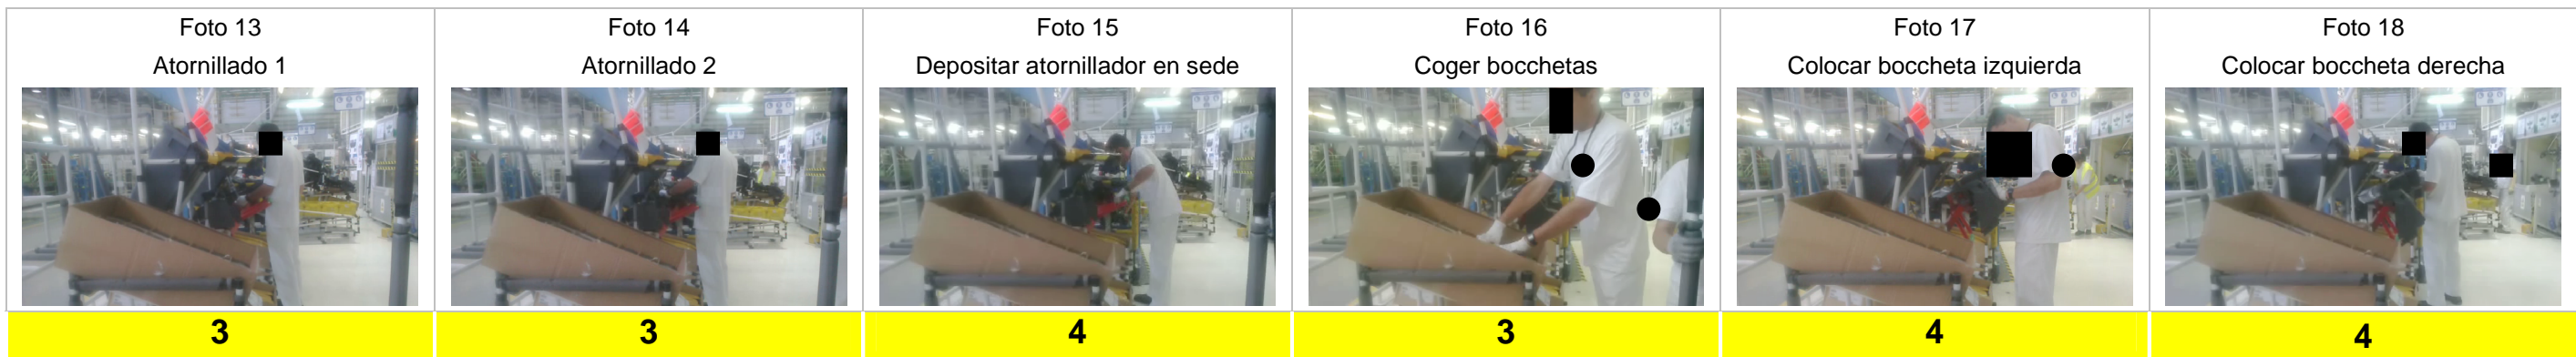 Foto 13
Atornillado 1
3
Foto 14
Atornillado 2
3
Foto 15
Depositar atornillador en sede
4
Foto 16
Coger bocchetas
3
Foto 17
Colocar boccheta izquierda
4
Foto 18
Colocar boccheta derecha
4